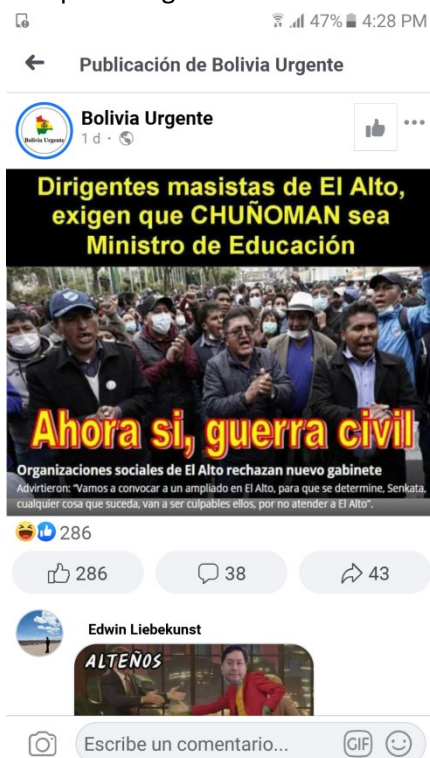 47% 4:28 PM
Publicación de Bolivia Urgente
Bolivia Urgente
Bolivia Urgente
1 d
Dirigentes masistas de El Alto,
exigen que CHUÑOMAN sea
Ministro de Educación
Ahora si, guerra civil
Organizaciones sociales de El Alto rechazan nuevo gabinete
Advirtieron: “Vamos a convocar a un ampliado en El Alto, para que se determine, Senkata,
cualquier cosa que suceda, van a ser culpables ellos, por no atender a El Alto”.
286
286 38 43
Edwin Liebekunst
ALTEÑOS
Escribe un comentario... GIF